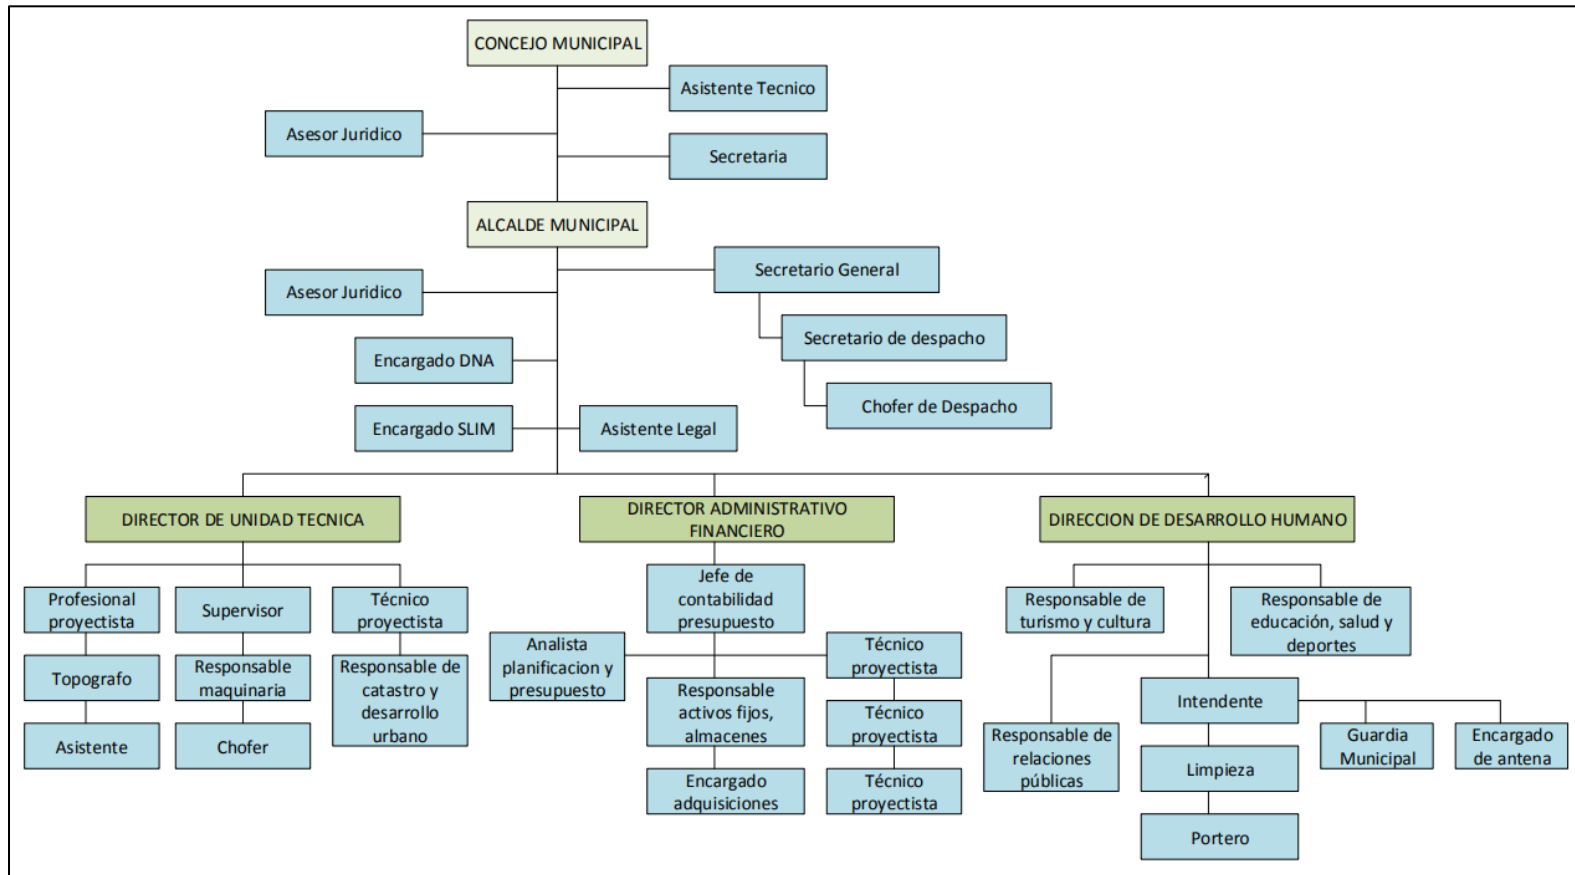 CONCEJO MUNICIPAL
Asistente Tecnico
Asesor Juridico
Secretaria
ALCALDE MUNICIPAL
Secretario General
Asesor Juridico
Secretario de despacho
Encargado DNA
Chofer de Despacho
Encargado SLIM
Asistente Legal
DIRECTOR DE UNIDAD TECNICA
DIRECTOR ADMINISTRATIVO
FINANCIERO
DIRECCION DE DESARROLLO HUMANO
Profesional
proyectista
Supervisor
Técnico
proyectista
Topografo
Responsable
maquinaria
Responsable de
catastro y
desarrollo
urbano
Asistente
Chofer
Jefe de
contabilidad
presupuesto
Analista
planificacion y
presupuesto
Técnico
proyectista
Responsable
activos fijos,
almacenes
Técnico
proyectista
Encargado
adquisiciones
Técnico
proyectista
Responsable de
turismo y cultura
Responsable de
educación, salud y
deportes
Intendente
Responsable de
relaciones
públicas
Guardia
Municipal
Encargado
de antena
Limpieza
Portero